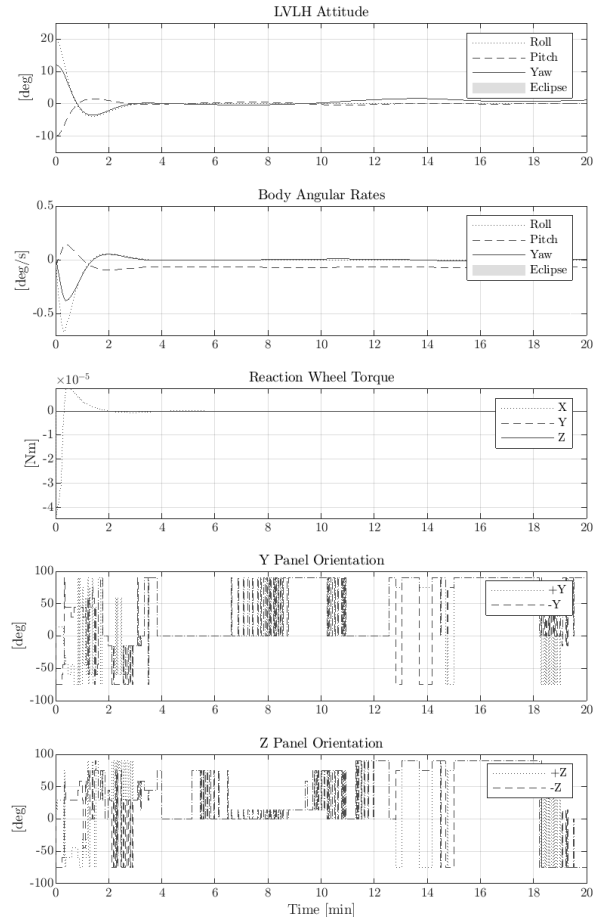 LVLH Attitude
20
10
0
-10
[deg]
Roll
Pitch
Yaw
Eclipse
0 2 4 6 8 10 12 14 16 18 20
Body Angular Rates
0.5
0
-0.5
[deg/s]
Roll
Pitch
Yaw
Eclipse
0 2 4 6 8 10 12 14 16 18 20
×10⁻⁵
Reaction Wheel Torque
0
-1
-2
-3
-4
[Nm]
X
Y
Z
0 2 4 6 8 10 12 14 16 18 20
Y Panel Orientation
100
50
0
-50
-100
[deg]
+Y
-Y
0 2 4 6 8 10 12 14 16 18 20
Z Panel Orientation
100
50
0
-50
-100
[deg]
+Z
-Z
0 2 4 6 8 10 12 14 16 18 20
Time [min]